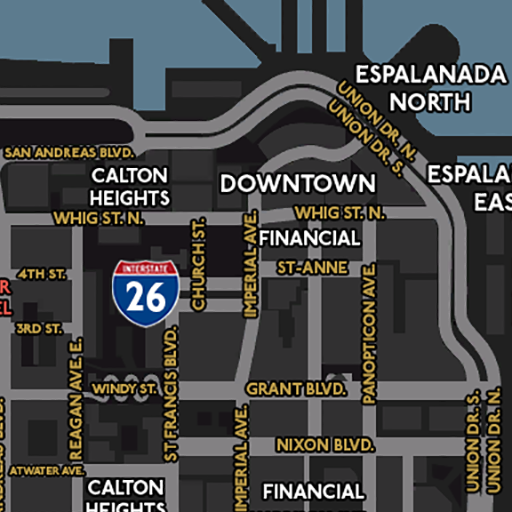 ESPALANADA
NORTH
UNION DR. N.
UNION DR. S.
SAN ANDREAS BLVD.
CALTON
HEIGHTS
DOWNTOWN
ESPALA
EAS
WHIG ST. N.
WHIG ST. N.
CHURCH ST.
IMPERIAL AVE.
FINANCIAL
ST-ANNE
4TH ST.
INTERSTATE
26
R
EL
3RD ST.
PANOPTICON AVE.
REAGAN AVE. E.
ST FRANCIS BLVD.
WINDY ST.
GRANT BLVD.
UNION DR. S.
UNION DR. N.
IMPERIAL AVE.
NIXON BLVD.
ATWATER AVE.
CALTON
HEIGHTS
FINANCIAL